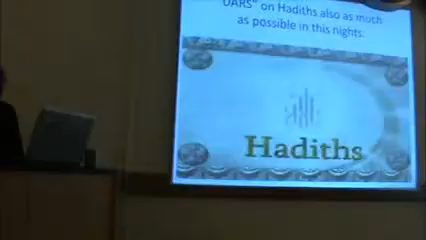 DARS" on Hadiths also as much
as possible in this nights.
Hadiths